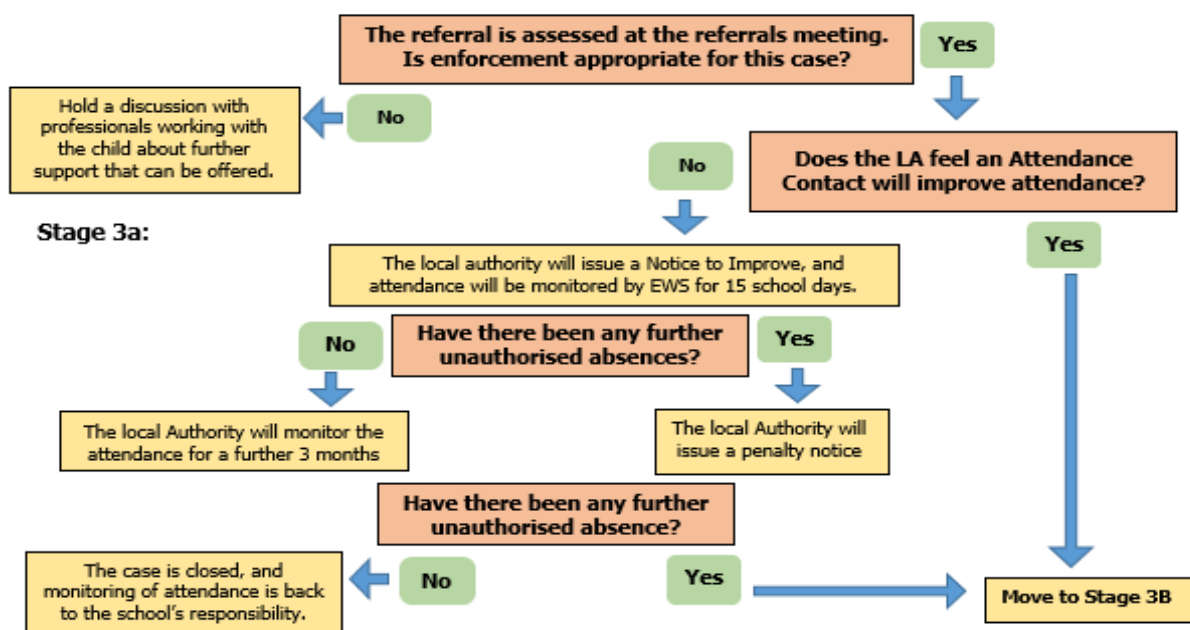 The referral is assessed at the referrals meeting.
Is enforcement appropriate for this case?
Yes
Hold a discussion with
professionals working with
the child about further
support that can be offered.
No
No
Does the LA feel an Attendance
Contact will improve attendance?
Stage 3a:
Yes
The local authority will issue a Notice to Improve, and
attendance will be monitored by EWS for 15 school days.
No
Have there been any further
unauthorised absences?
Yes
The local Authority will monitor the
attendance for a further 3 months
The local Authority will
issue a penalty notice
Have there been any further
unauthorised absence?
The case is closed, and
monitoring of attendance is back
to the school's responsibility.
No
Yes
Move to Stage 3B